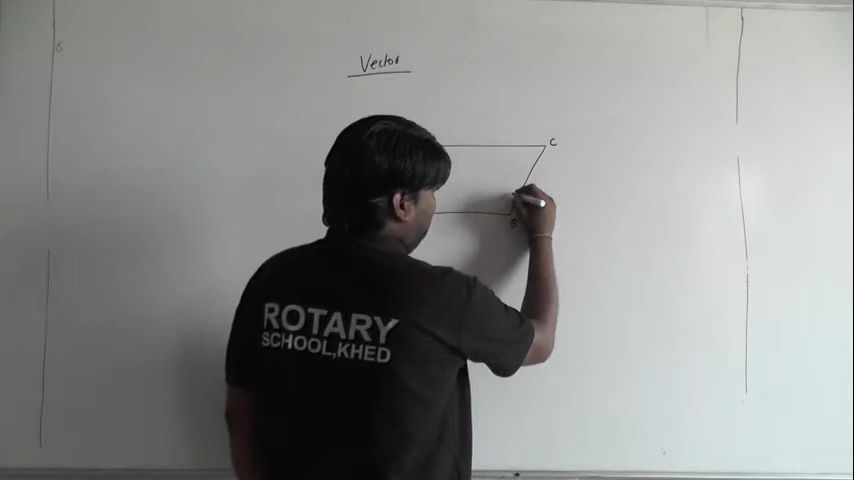 Vector
C
B
ROTARY
SCHOOL,KHED